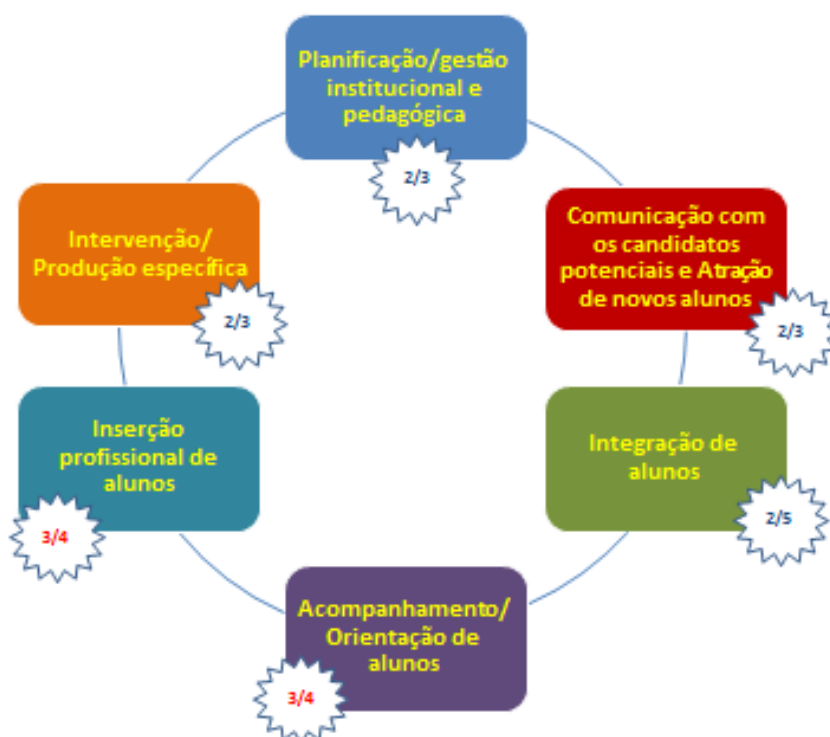 Planificação/gestão
institucional e
pedagógica
2/3
Comunicação com
os candidatos
potenciais e Atração
de novos alunos
2/3
Integração de
alunos
2/5
Acompanhamento/
Orientação de
alunos
3/4
Inserção
profissional de
alunos
3/4
Intervenção/
Produção específica
2/3